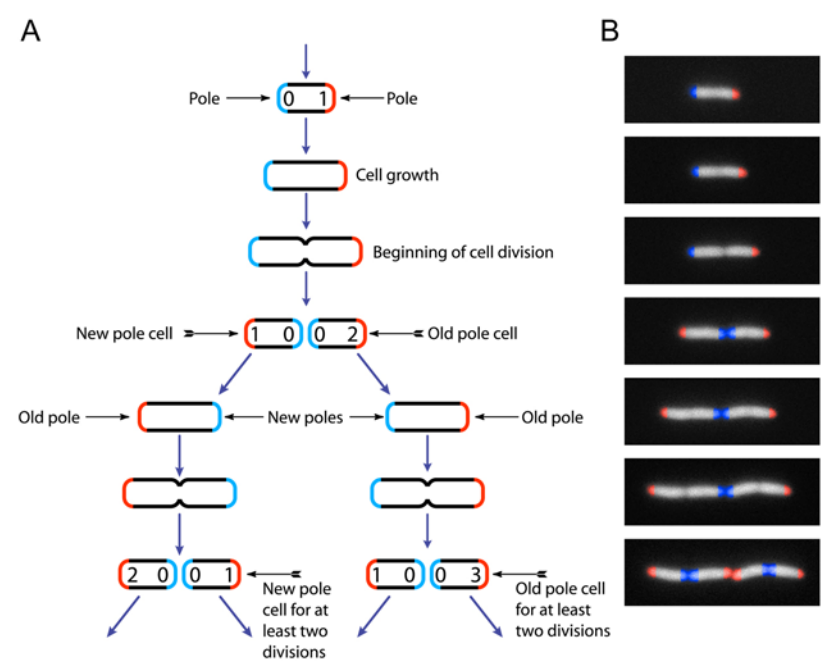 A
B
Pole
0 1
Pole
Cell growth
Beginning of cell division
New pole cell
1 0
0 2
Old pole cell
Old pole
New poles
Old pole
2 0
0 1
1 0
0 3
New pole
cell for at
least two
divisions
Old pole cell
for at least
two divisions